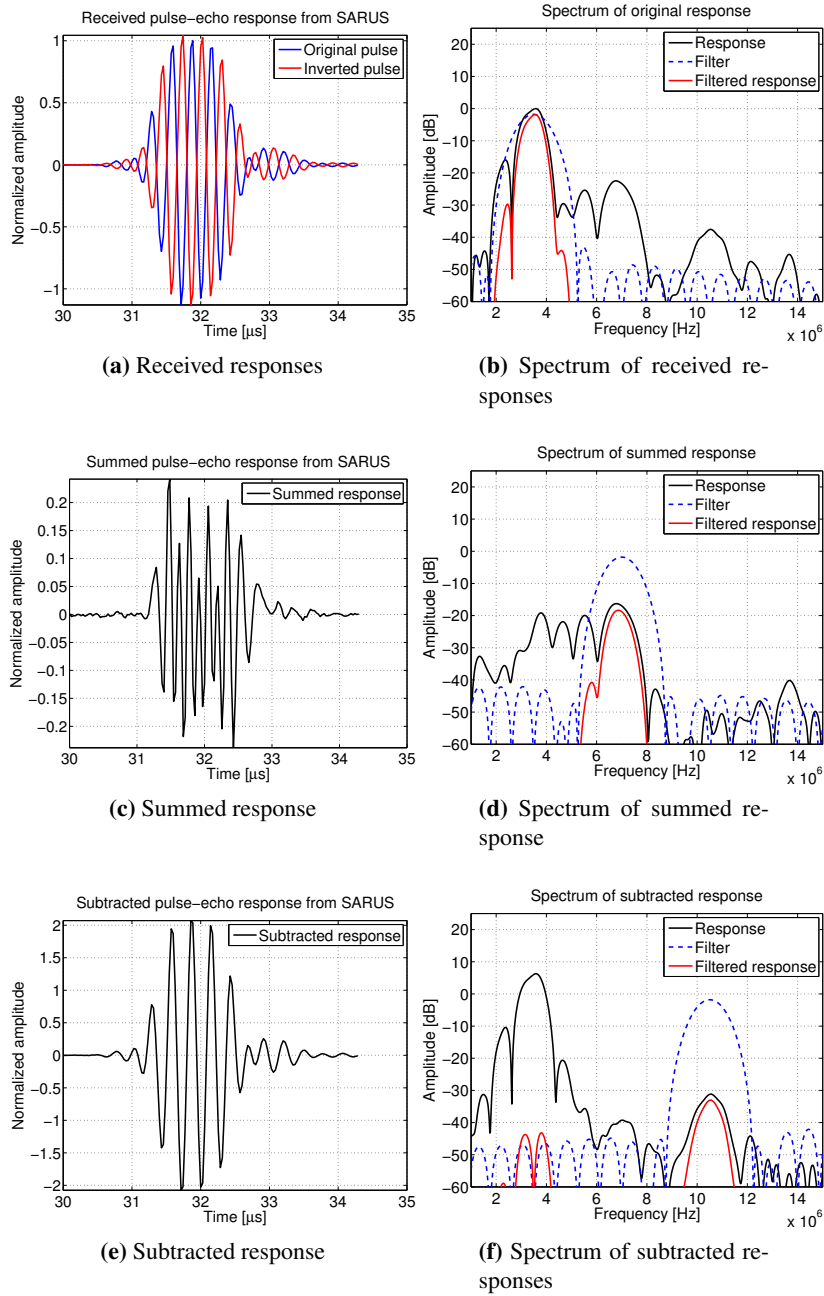 Received pulse−echo response from SARUS
Original pulse
Inverted pulse
Normalized amplitude
1
0.5
0
−0.5
−1
30 31 32 33 34 35
Time [μs]
(a) Received responses
Spectrum of original response
Response
Filter
Filtered response
Amplitude [dB]
20
10
0
−10
−20
−30
−40
−50
−60
2 4 6 8 10 12 14
Frequency [Hz]
x 10⁶
(b) Spectrum of received re-
sponses
Summed pulse−echo response from SARUS
Summed response
Normalized amplitude
0.2
0.15
0.1
0.05
0
−0.05
−0.1
−0.15
−0.2
30 31 32 33 34 35
Time [μs]
(c) Summed response
Spectrum of summed response
Response
Filter
Filtered response
Amplitude [dB]
20
10
0
−10
−20
−30
−40
−50
−60
2 4 6 8 10 12 14
Frequency [Hz]
x 10⁶
(d) Spectrum of summed re-
sponse
Subtracted pulse−echo response from SARUS
Subtracted response
Normalized amplitude
2
1.5
1
0.5
0
−0.5
−1
−1.5
−2
30 31 32 33 34 35
Time [μs]
(e) Subtracted response
Spectrum of subtracted response
Response
Filter
Filtered response
Amplitude [dB]
20
10
0
−10
−20
−30
−40
−50
−60
2 4 6 8 10 12 14
Frequency [Hz]
x 10⁶
(f) Spectrum of subtracted re-
sponses